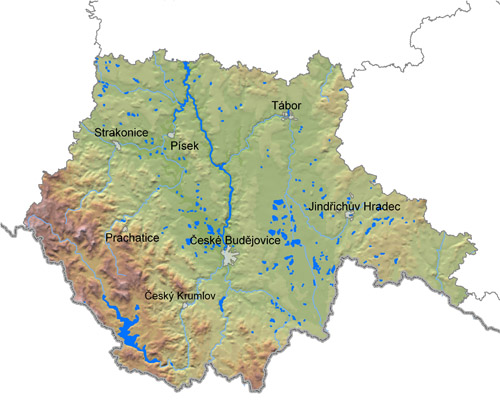 Tábor
Strakonice
Písek
Jindřichův Hradec
Prachatice
České Budějovice
Český Krumlov